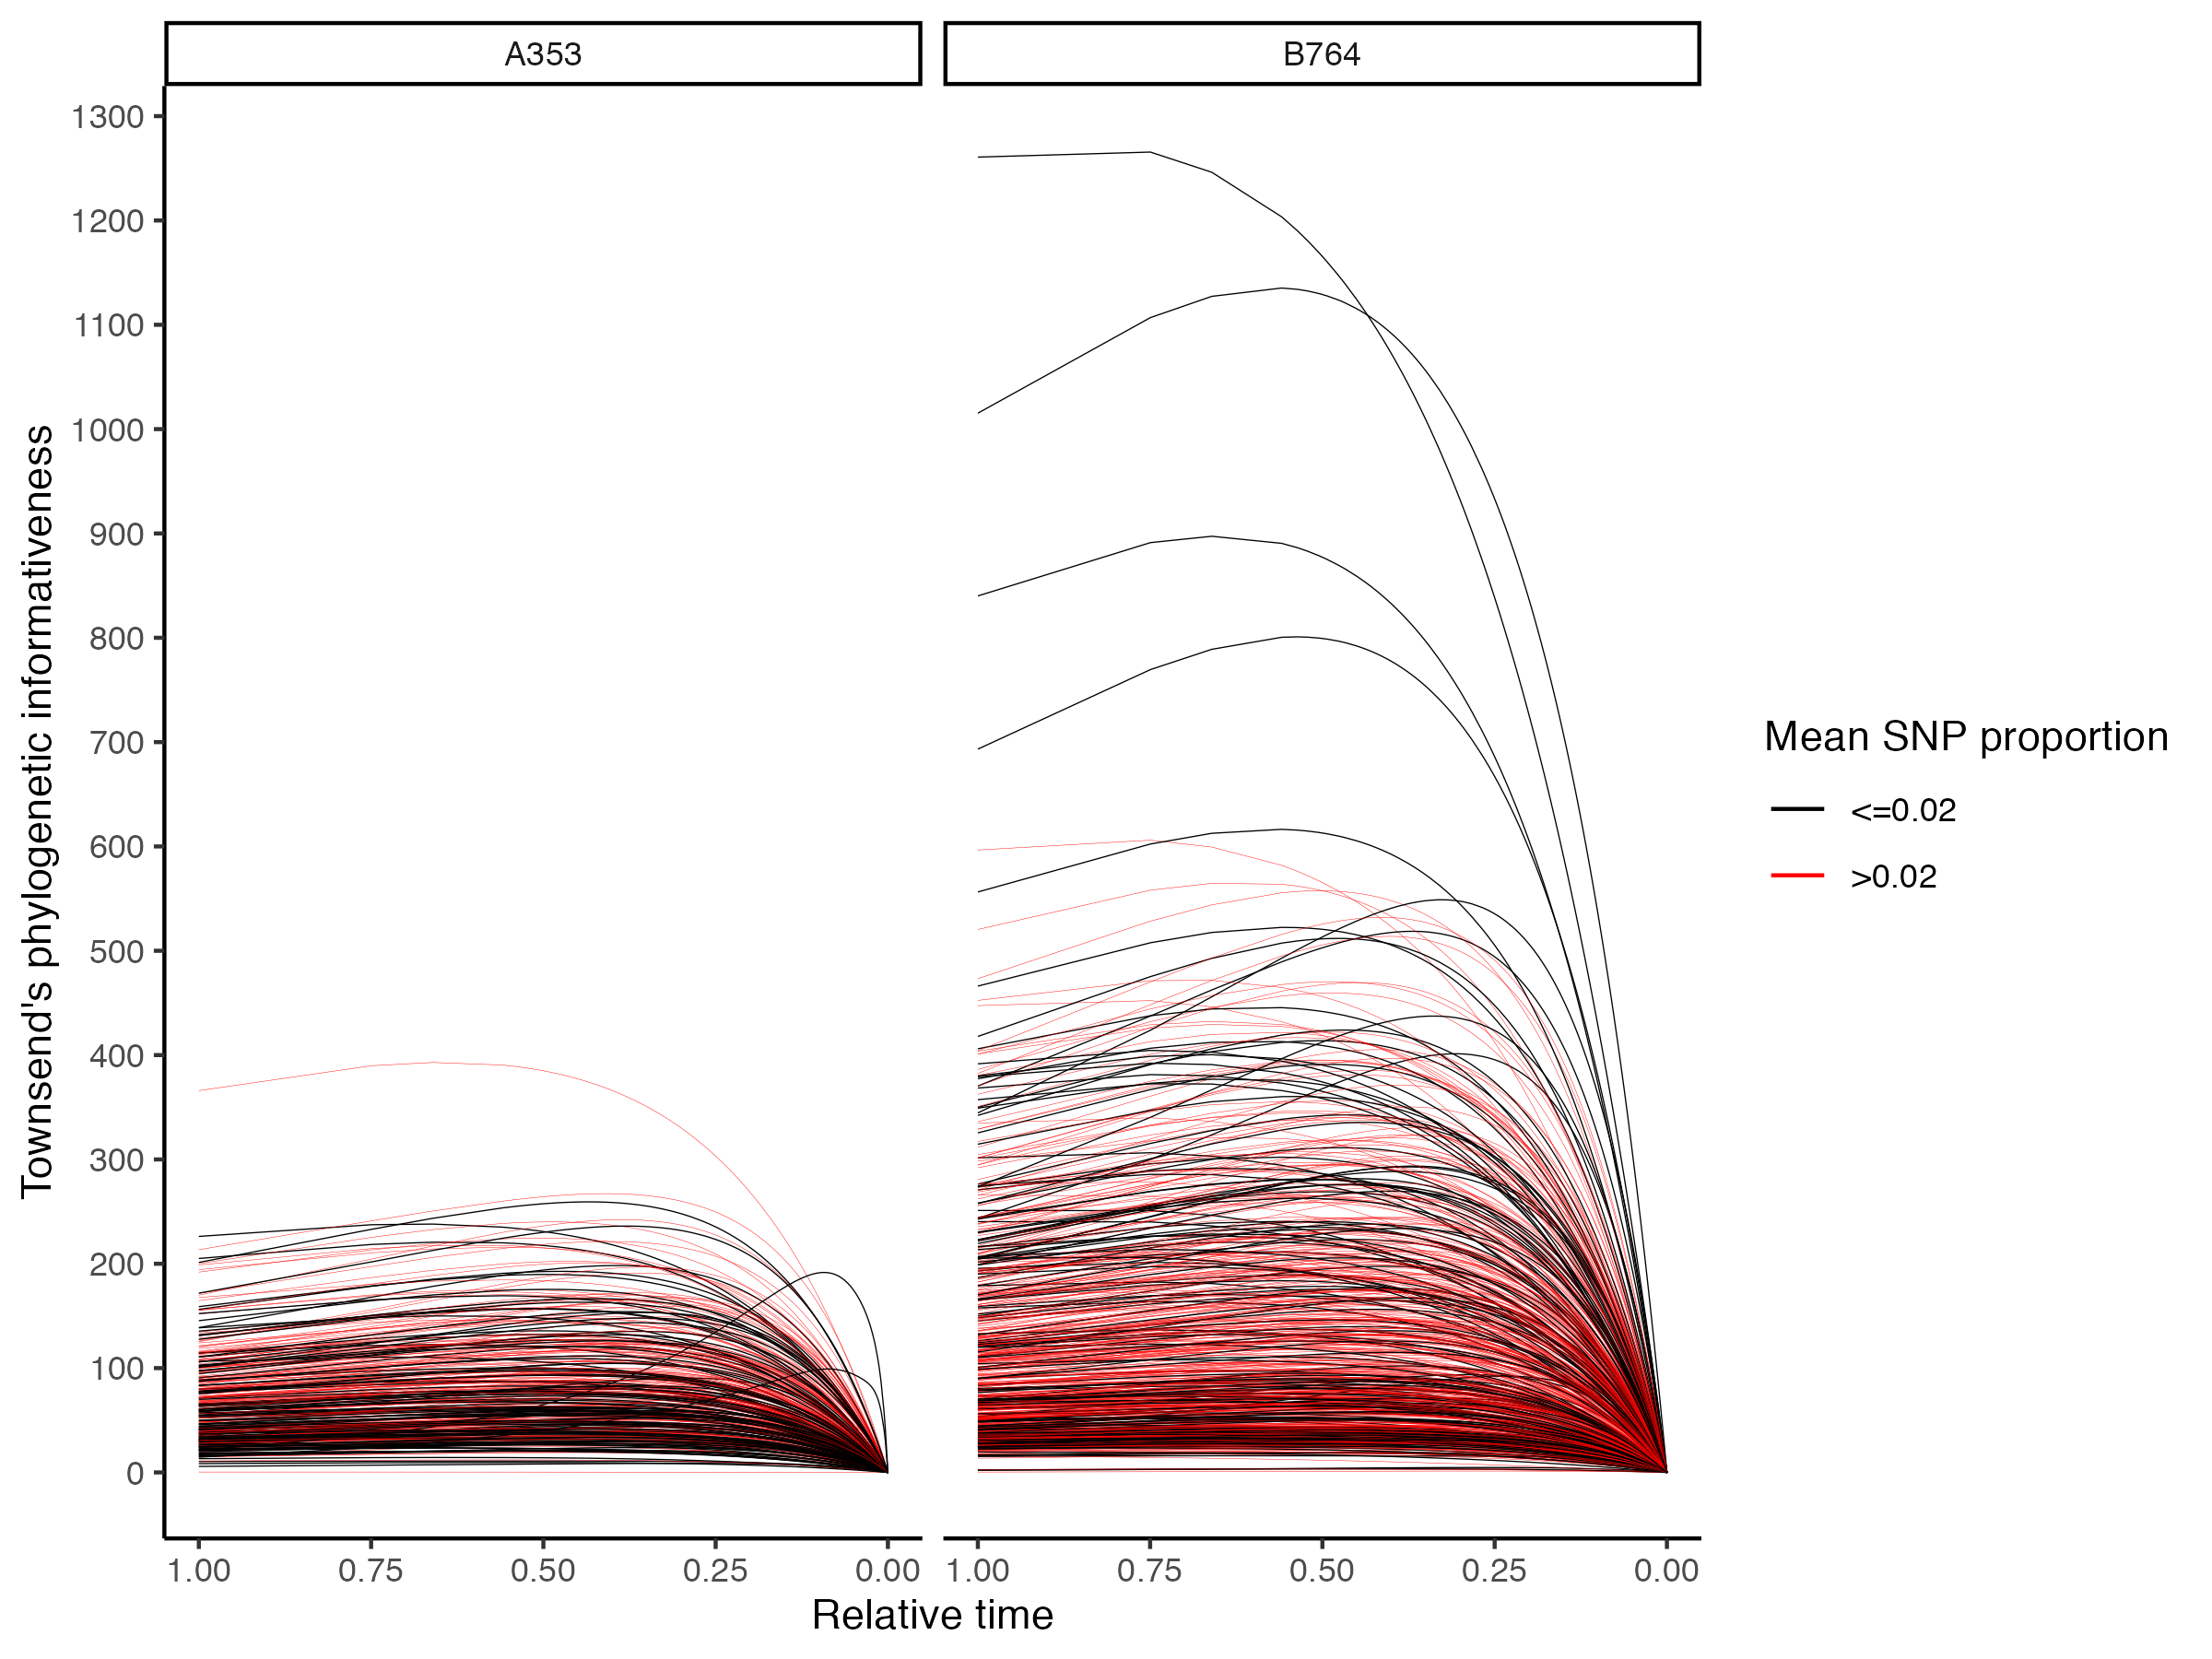 A353
B764
1300
1200
1100
1000
900
800
700
600
500
400
300
200
100
0
Townsend's phylogenetic informativeness
1.00 0.75 0.50 0.25 0.00
1.00 0.75 0.50 0.25 0.00
Relative time
Mean SNP proportion
<=0.02
>0.02